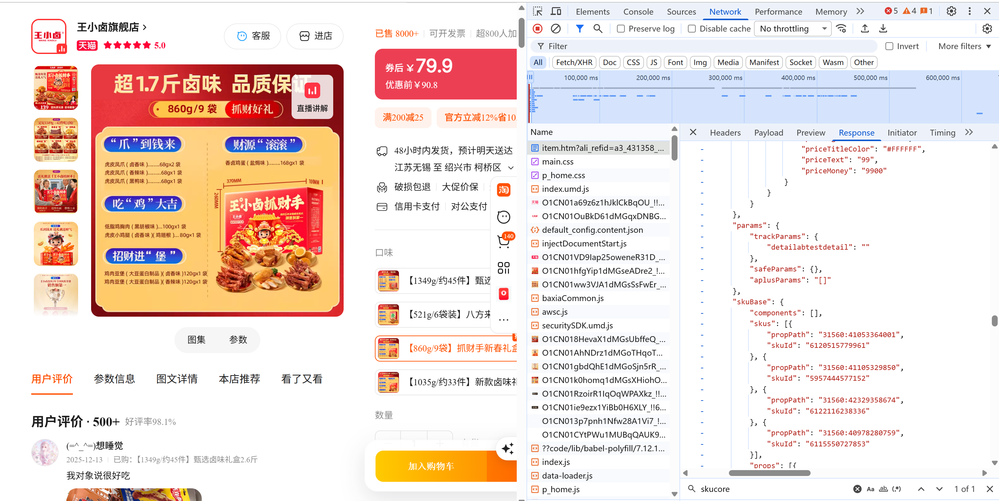 王小卤旗舰店 >
天猫 5.0
客服
进店
王小卤
WANG XIAOLU
超1.7斤卤味 品质保证
860g/9 袋 抓财好礼
直播讲解
“爪”到钱来
虎皮凤爪 ( 卤香味 )........68gx2 袋
虎皮凤爪 ( 香辣味 )........68gx1 袋
虎皮凤爪 ( 黑鸭味 )........68gx1 袋
财源“滚滚”
香卤鸡蛋 ( 盐焗味 )........168gx1 袋
370MM
100MM
260MM
王小卤抓财手
吃“鸡”大吉
低脂鸡胸肉 ( 黑胡椒味 )...100gx1 袋
虎皮小鸡腿 ( 卤香味 )( 鸡翅根 )... 80gx1 袋
招财进“堡”
鸡肉豆堡 ( 大豆蛋白制品 )( 卤香味 )120gx1 袋
鸡肉豆堡 ( 大豆蛋白制品 )( 香辣味 )120gx1 袋
图集
参数
用户评价
参数信息
图文详情
本店推荐
看了又看
用户评价 · 500+ 好评率98.1%
(=^_^=)想睡觉
2025-12-13 已购：【1349g/约45件】甄选卤味礼盒2.6斤
我对象说很好吃
已售 8000+ 可开发票 超800人加
券后 ¥ 79.9
优惠前 ¥ 90.8
满200减25
官方立减12%省10
48小时内发货，预计明天送达
江苏无锡 至 绍兴市 柯桥区
破损包退 大促价保
信用卡支付 对公支付
淘
140
口味
【1349g/约45件】甄选
【521g/6袋装】八方来
【860g/9袋】抓财手新春礼盒
【1035g/约33件】新款卤味礼
数量
加入购物车
Elements Console Sources Network Performance Memory 5 4 1
Preserve log Disable cache No throttling
Filter Invert More filters
All Fetch/XHR Doc CSS JS Font Img Media Manifest Socket Wasm Other
100,000 ms 200,000 ms 300,000 ms 400,000 ms 500,000 ms 600,000 ms
Name
item.htm?ali_refid=a3_431358_...
main.css
p_home.css
index.umd.js
O1CN01a69z6z1hJklCkBqOU_!!...
O1CN01OuBkD61dMGqxDNBG...
default_config.content.json
injectDocumentStart.js
O1CN01VD9Iap25oweneR31D_...
O1CN01hfgYip1dMGseADre2_!...
O1CN01ww3VJA1dMGsSsFwEr_...
baxiaCommon.js
awsc.js
securitySDK.umd.js
O1CN018HevaX1dMGsUbffeQ_...
O1CN01AhNDrz1dMGoTHqoT...
O1CN01gbdQhE1dMGoSjn5rR_...
O1CN01k0homq1dMGsXHiohO...
O1CN01RzoirR1IqOqWPAXkz_!!...
O1CN01ie9ezx1YiBb0H6XLY_!!6...
O1CN013p7pnh1Nfw28A1Vi7_!...
O1CN01CYtPWu1MUBqQAUK9...
??code/lib/babel-polyfill/7.12.1...
index.js
data-loader.js
p_home.js
Headers Payload Preview Response Initiator Timing
"priceTitleColor": "#FFFFFF",
"priceText": "99",
"priceMoney": "9900"
}
}
}
},
"params": {
"trackParams": {
"detailabtestdetail": ""
},
"safeParams": {},
"aplusParams": "[]"
},
"skuBase": {
"components": [],
"skus": [{
"propPath": "31560:41053364001",
"skuId": "6120515779961"
}, {
"propPath": "31560:41105329850",
"skuId": "5957444577152"
}, {
"propPath": "31560:42329358674",
"skuId": "6122116238336"
}, {
"propPath": "31560:40978280759",
"skuId": "6115550727853"
}],
"props": [{
skucore
Aa ab (.*) 1 of 1